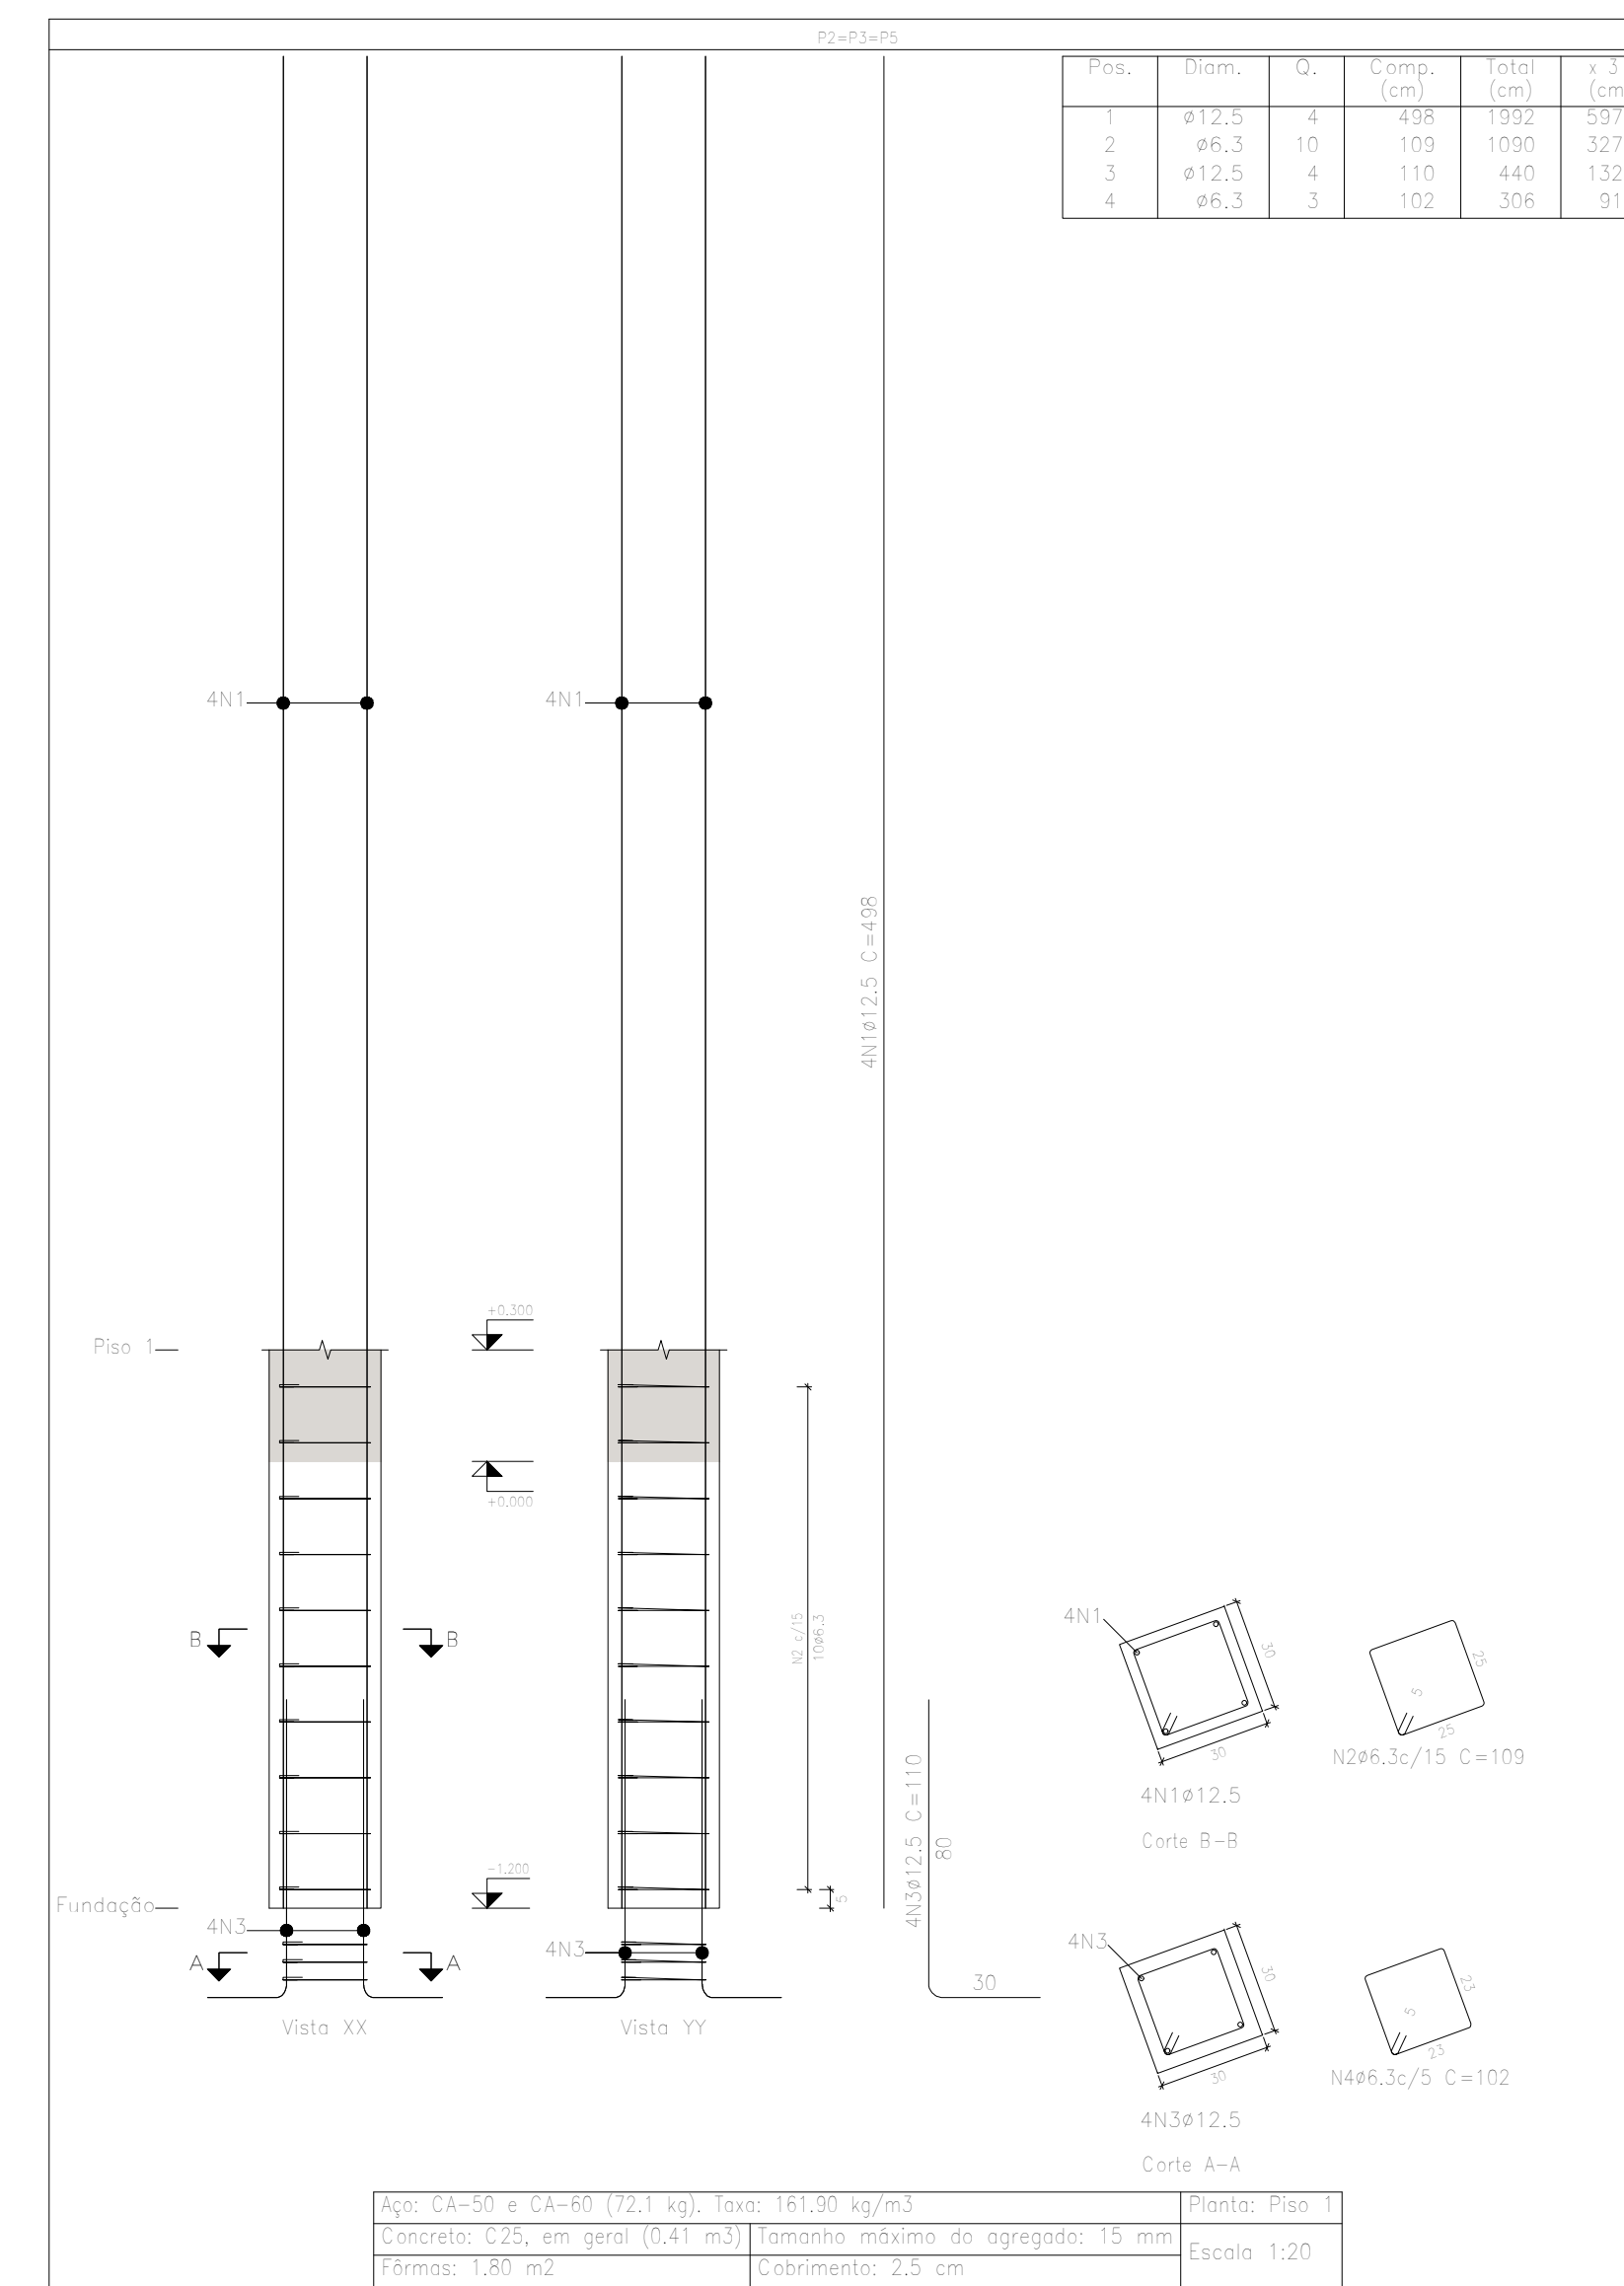 P2=P3=P5
Pos. Diam. Q. Comp. (cm) Total (cm) x 3 (cm
1 ø12.5 4 498 1992 597
2 ø6.3 10 109 1090 327
3 ø12.5 4 110 440 132
4 ø6.3 3 102 306 91
4N1
4N1
4N1ø12.5 C=498
+0.300
Piso 1
+0.000
B B
N2 c/15
10ø6.3
4N1
30
30
4N1ø12.5
Corte B-B
25
5
25
N2ø6.3c/15 C=109
4N3ø12.5 C=110
80
30
-1.200
5
Fundação
4N3
4N3
A A
Vista XX
Vista YY
4N3
30
30
4N3ø12.5
Corte A-A
23
5
23
N4ø6.3c/5 C=102
Aço: CA-50 e CA-60 (72.1 kg). Taxa: 161.90 kg/m3
Planta: Piso 1
Concreto: C25, em geral (0.41 m3)
Tamanho máximo do agregado: 15 mm
Escala 1:20
Fôrmas: 1.80 m2
Cobrimento: 2.5 cm